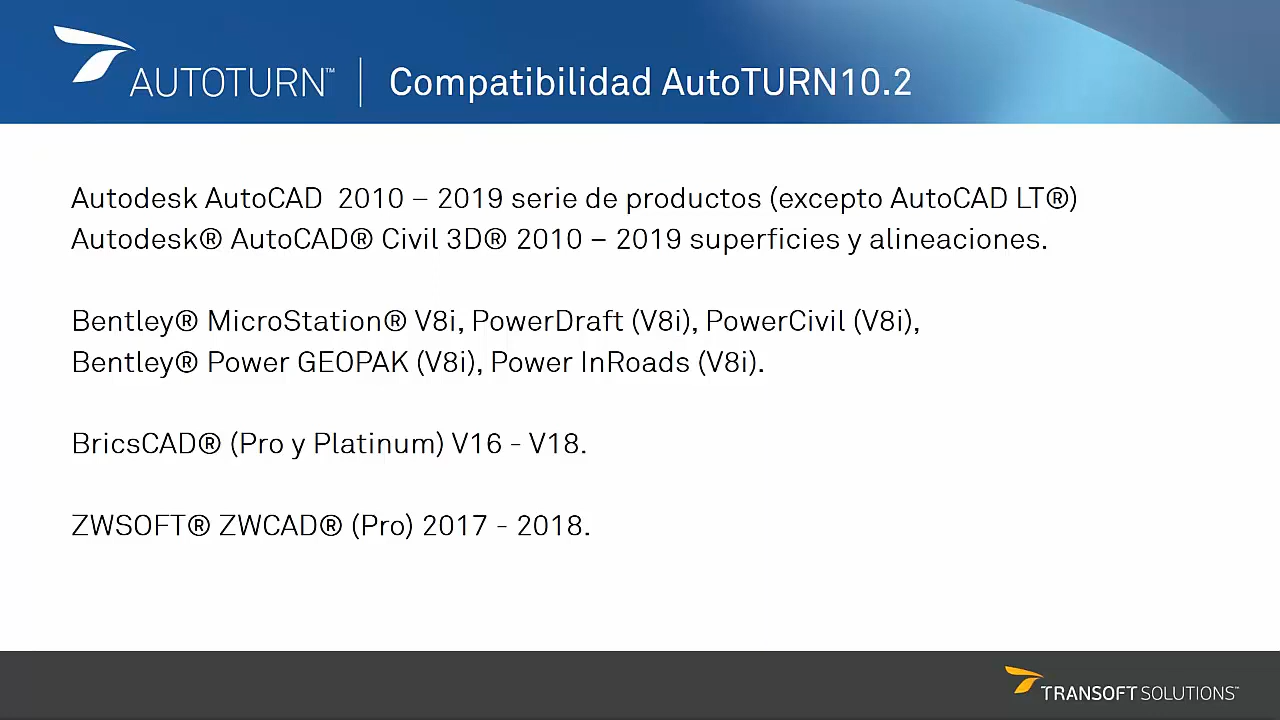 AUTOTURN™ Compatibilidad AutoTURN10.2
Autodesk AutoCAD  2010 – 2019 serie de productos (excepto AutoCAD LT®)
Autodesk® AutoCAD® Civil 3D® 2010 – 2019 superficies y alineaciones.
Bentley® MicroStation® V8i, PowerDraft (V8i), PowerCivil (V8i),
Bentley® Power GEOPAK (V8i), Power InRoads (V8i).
BricsCAD® (Pro y Platinum) V16 - V18.
ZWSOFT® ZWCAD® (Pro) 2017 - 2018.
TRANSOFT SOLUTIONS™